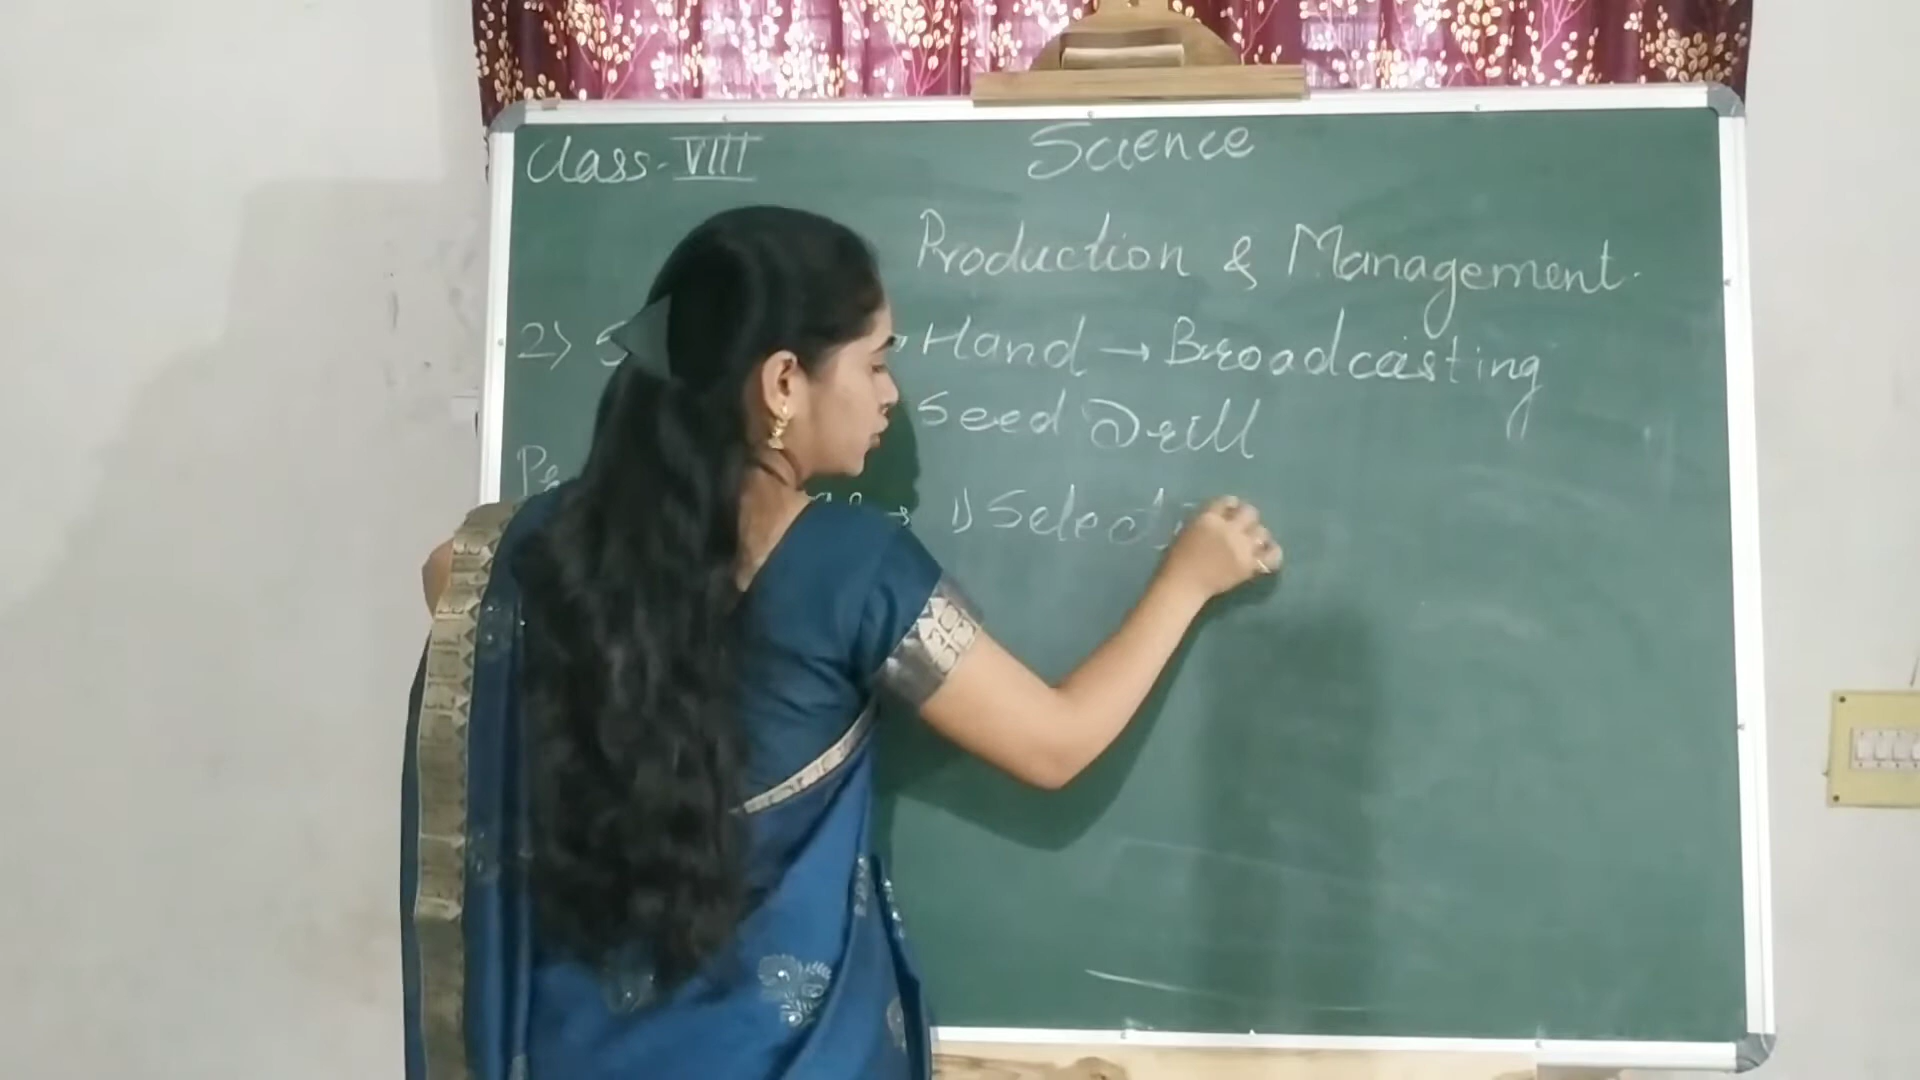 Class-VIII
Science
Production & Management.
2) Hand → Broadcasting
Seed Drill
→ 1) Select